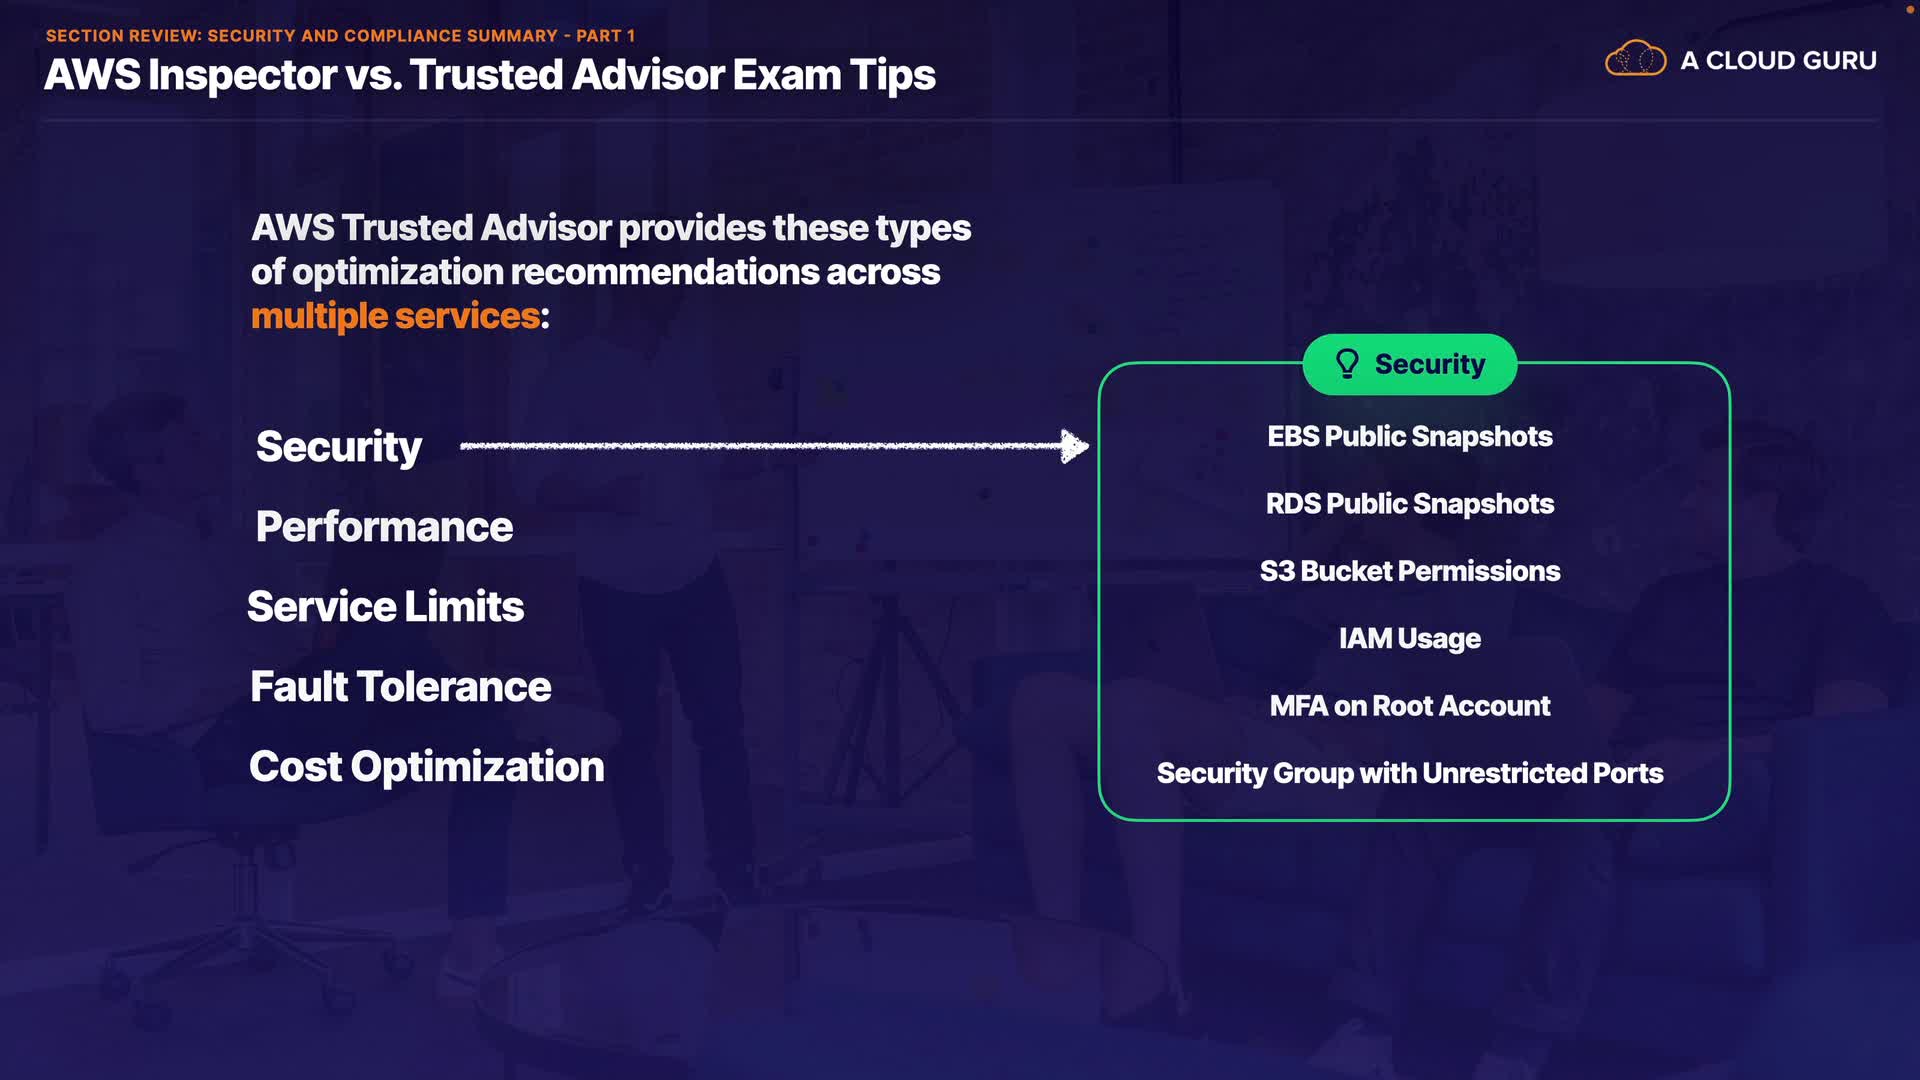 SECTION REVIEW: SECURITY AND COMPLIANCE SUMMARY - PART 1
AWS Inspector vs. Trusted Advisor Exam Tips
A CLOUD GURU
AWS Trusted Advisor provides these types
of optimization recommendations across
multiple services:
Security
Performance
Service Limits
Fault Tolerance
Cost Optimization
Security
EBS Public Snapshots
RDS Public Snapshots
S3 Bucket Permissions
IAM Usage
MFA on Root Account
Security Group with Unrestricted Ports